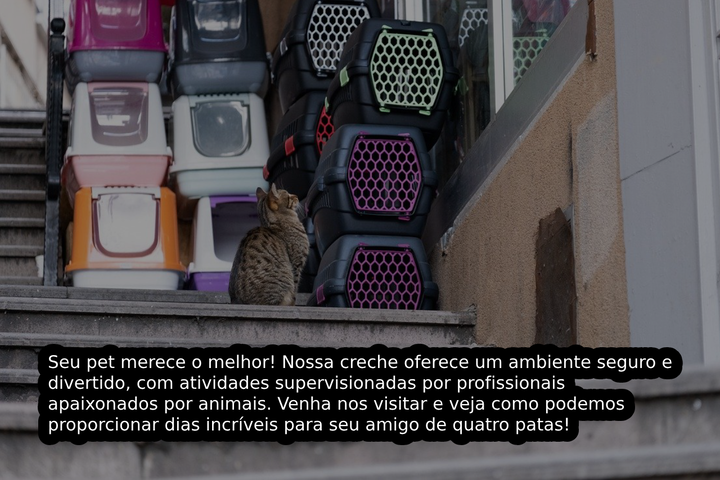 Seu pet merece o melhor! Nossa creche oferece um ambiente seguro e
divertido, com atividades supervisionadas por profissionais
apaixonados por animais. Venha nos visitar e veja como podemos
proporcionar dias incríveis para seu amigo de quatro patas!